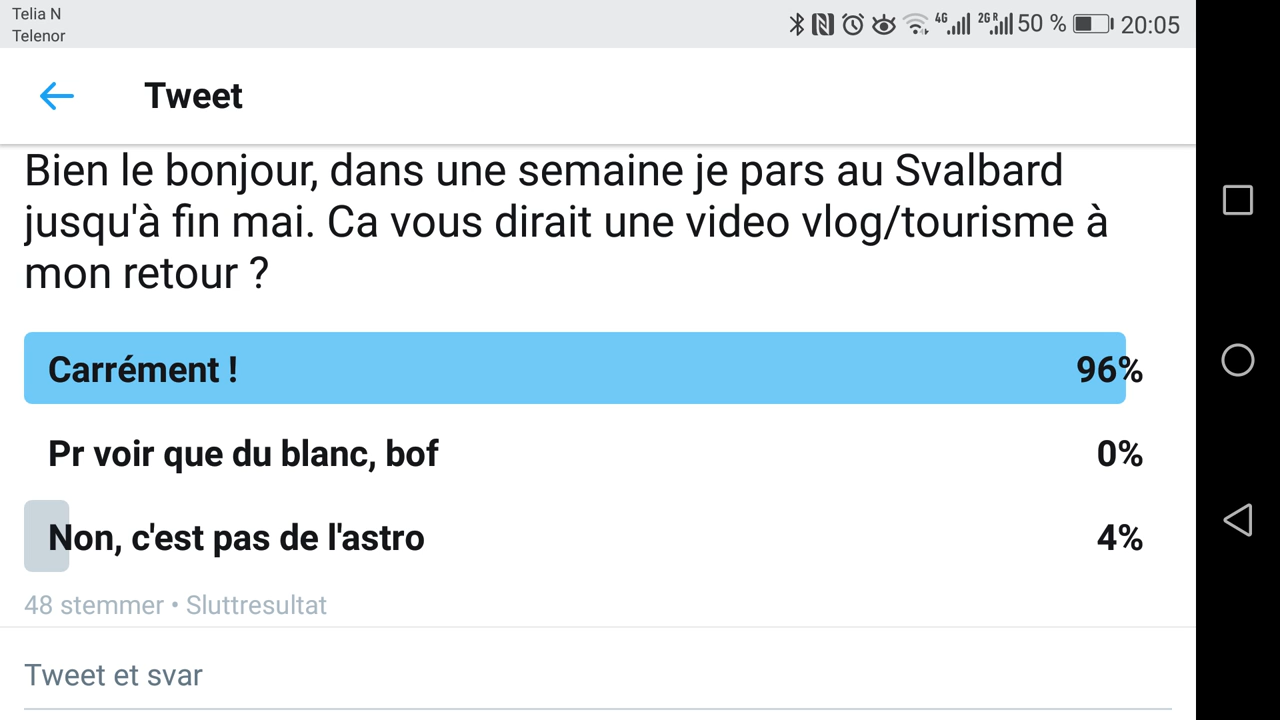 Telia N
Telenor
4G 2G R 50 % 20:05
Tweet
Bien le bonjour, dans une semaine je pars au Svalbard
jusqu'à fin mai. Ca vous dirait une video vlog/tourisme à
mon retour ?
Carrément ! 96%
Pr voir que du blanc, bof 0%
Non, c'est pas de l'astro 4%
48 stemmer • Sluttresultat
Tweet et svar